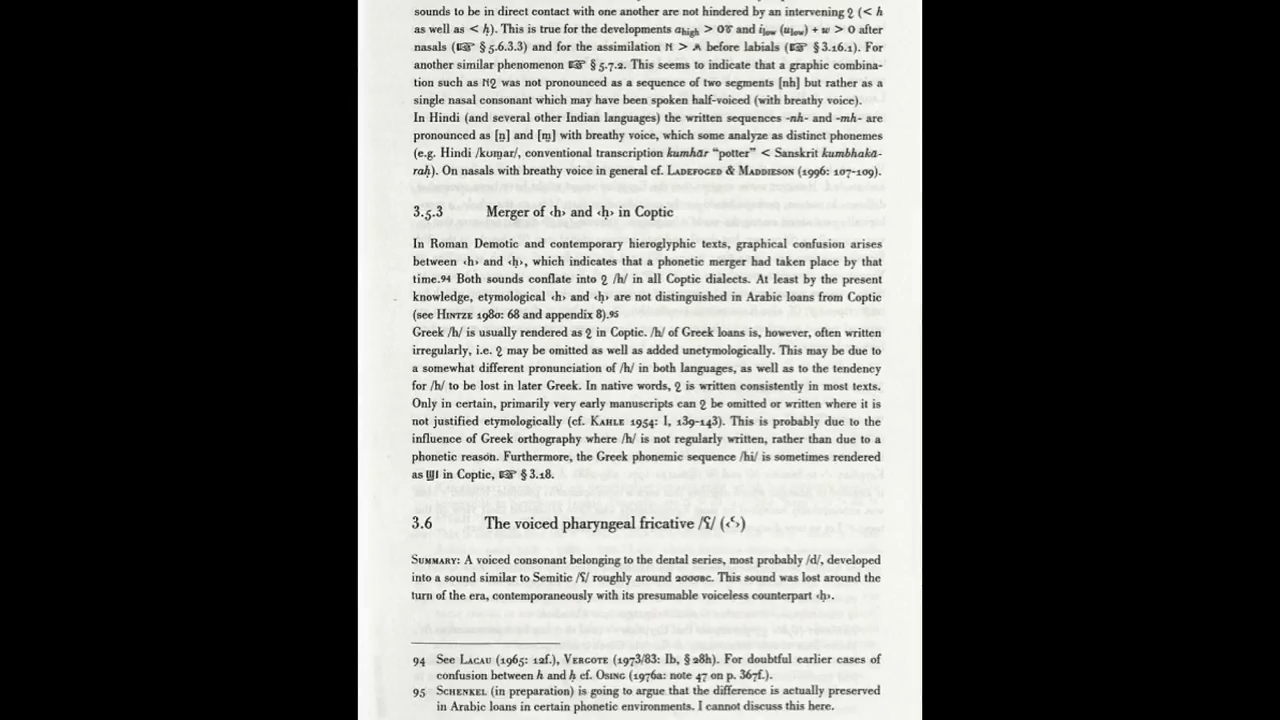 sounds to be in direct contact with one another are not hindered by an intervening ϩ (< h
as well as < ḥ). This is true for the developments ahigh > ⲟⲩ and ilow (ulow) + w > ⲟ after
nasals (☞ § 5.6.3.3) and for the assimilation ⲛ > ⲙ before labials (☞ § 3.16.1). For
another similar phenomenon ☞ § 5.7.2. This seems to indicate that a graphic combina-
tion such as ⲛϩ was not pronounced as a sequence of two segments [nh] but rather as a
single nasal consonant which may have been spoken half-voiced (with breathy voice).
In Hindi (and several other Indian languages) the written sequences -nh- and -mh- are
pronounced as [n̤] and [m̤] with breathy voice, which some analyze as distinct phonemes
(e.g. Hindi /kum̤ar/, conventional transcription kumhār “potter” < Sanskrit kumbhakā-
raḥ). On nasals with breathy voice in general cf. Ladefoged & Maddieson (1996: 107-109).
3.5.3 Merger of ‹h› and ‹ḥ› in Coptic
In Roman Demotic and contemporary hieroglyphic texts, graphical confusion arises
between ‹h› and ‹ḥ›, which indicates that a phonetic merger had taken place by that
time.94 Both sounds conflate into ϩ /h/ in all Coptic dialects. At least by the present
knowledge, etymological ‹h› and ‹ḥ› are not distinguished in Arabic loans from Coptic
(see Hintze 1980: 68 and appendix 8).95
Greek /h/ is usually rendered as ϩ in Coptic. /h/ of Greek loans is, however, often written
irregularly, i.e. ϩ may be omitted as well as added unetymologically. This may be due to
a somewhat different pronunciation of /h/ in both languages, as well as to the tendency
for /h/ to be lost in later Greek. In native words, ϩ is written consistently in most texts.
Only in certain, primarily very early manuscripts can ϩ be omitted or written where it is
not justified etymologically (cf. Kahle 1954: I, 139-143). This is probably due to the
influence of Greek orthography where /h/ is not regularly written, rather than due to a
phonetic reason. Furthermore, the Greek phonemic sequence /hi/ is sometimes rendered
as ϣⲓ in Coptic, ☞ § 3.18.
3.6 The voiced pharyngeal fricative /ʕ/ (‹ꜥ›)
Summary: A voiced consonant belonging to the dental series, most probably /d/, developed
into a sound similar to Semitic /ʕ/ roughly around 2000BC. This sound was lost around the
turn of the era, contemporaneously with its presumable voiceless counterpart ‹ḥ›.
94 See Lacau (1965: 12f.), Vergote (1973/83: Ib, § 28h). For doubtful earlier cases of
confusion between h and ḥ cf. Osing (1976a: note 47 on p. 367f.).
95 Schenkel (in preparation) is going to argue that the difference is actually preserved
in Arabic loans in certain phonetic environments. I cannot discuss this here.